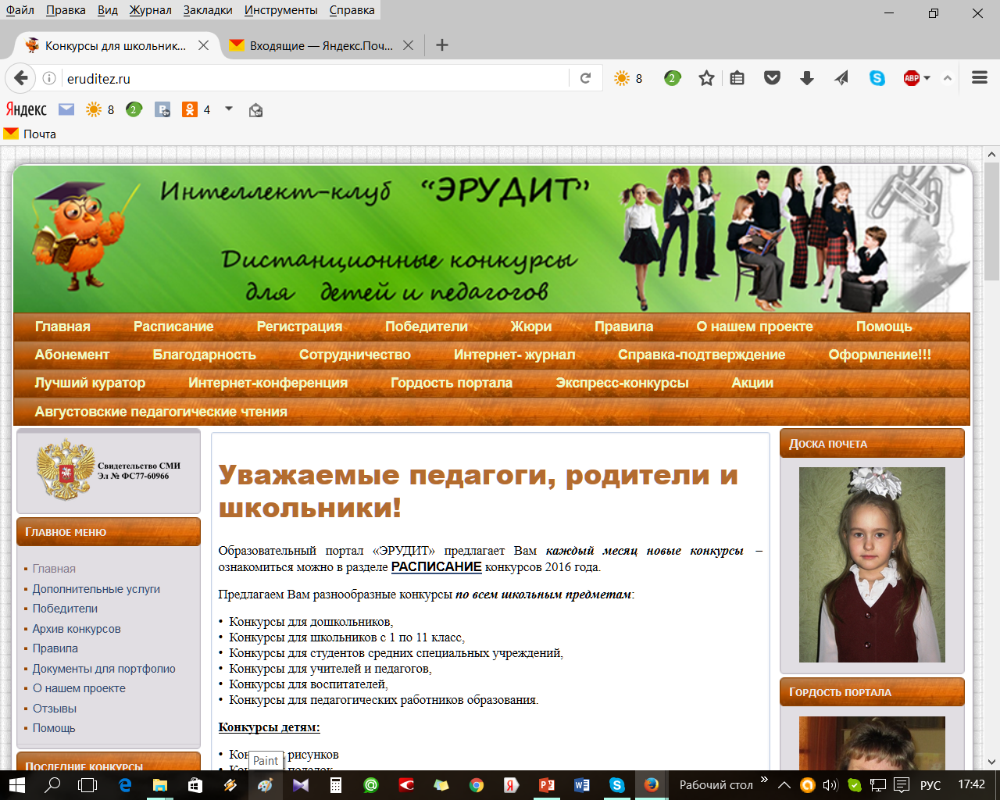 Файл Правка Вид Журнал Закладки Инструменты Справка
Конкурсы для школьник... Входящие — Яндекс.Поч...
eruditez.ru 8 2 ABP
Яндекс 8 2 4
Почта
Интеллект-клуб “ЭРУДИТ”
Дистанционные конкурсы
для детей и педагогов
Главная Расписание Регистрация Победители Жюри Правила О нашем проекте Помощь
Абонемент Благодарность Сотрудничество Интернет- журнал Справка-подтверждение Оформление!!!
Лучший куратор Интернет-конференция Гордость портала Экспресс-конкурсы Акции
Августовские педагогические чтения
Свидетельство СМИ
Эл № ФС77-60966
Главное меню
Главная
Дополнительные услуги
Победители
Архив конкурсов
Правила
Документы для портфолио
О нашем проекте
Отзывы
Помощь
Последние конкурсы
Уважаемые педагоги, родители и
школьники!
Образовательный портал «ЭРУДИТ» предлагает Вам каждый месяц новые конкурсы –
ознакомиться можно в разделе РАСПИСАНИЕ конкурсов 2016 года.
Предлагаем Вам разнообразные конкурсы по всем школьным предметам:
• Конкурсы для дошкольников,
• Конкурсы для школьников с 1 по 11 класс,
• Конкурсы для студентов средних специальных учреждений,
• Конкурсы для учителей и педагогов,
• Конкурсы для воспитателей,
• Конкурсы для педагогических работников образования.
Конкурсы детям:
рисунков
Доска почета
Гордость портала
Paint
Рабочий стол РУС 17:42